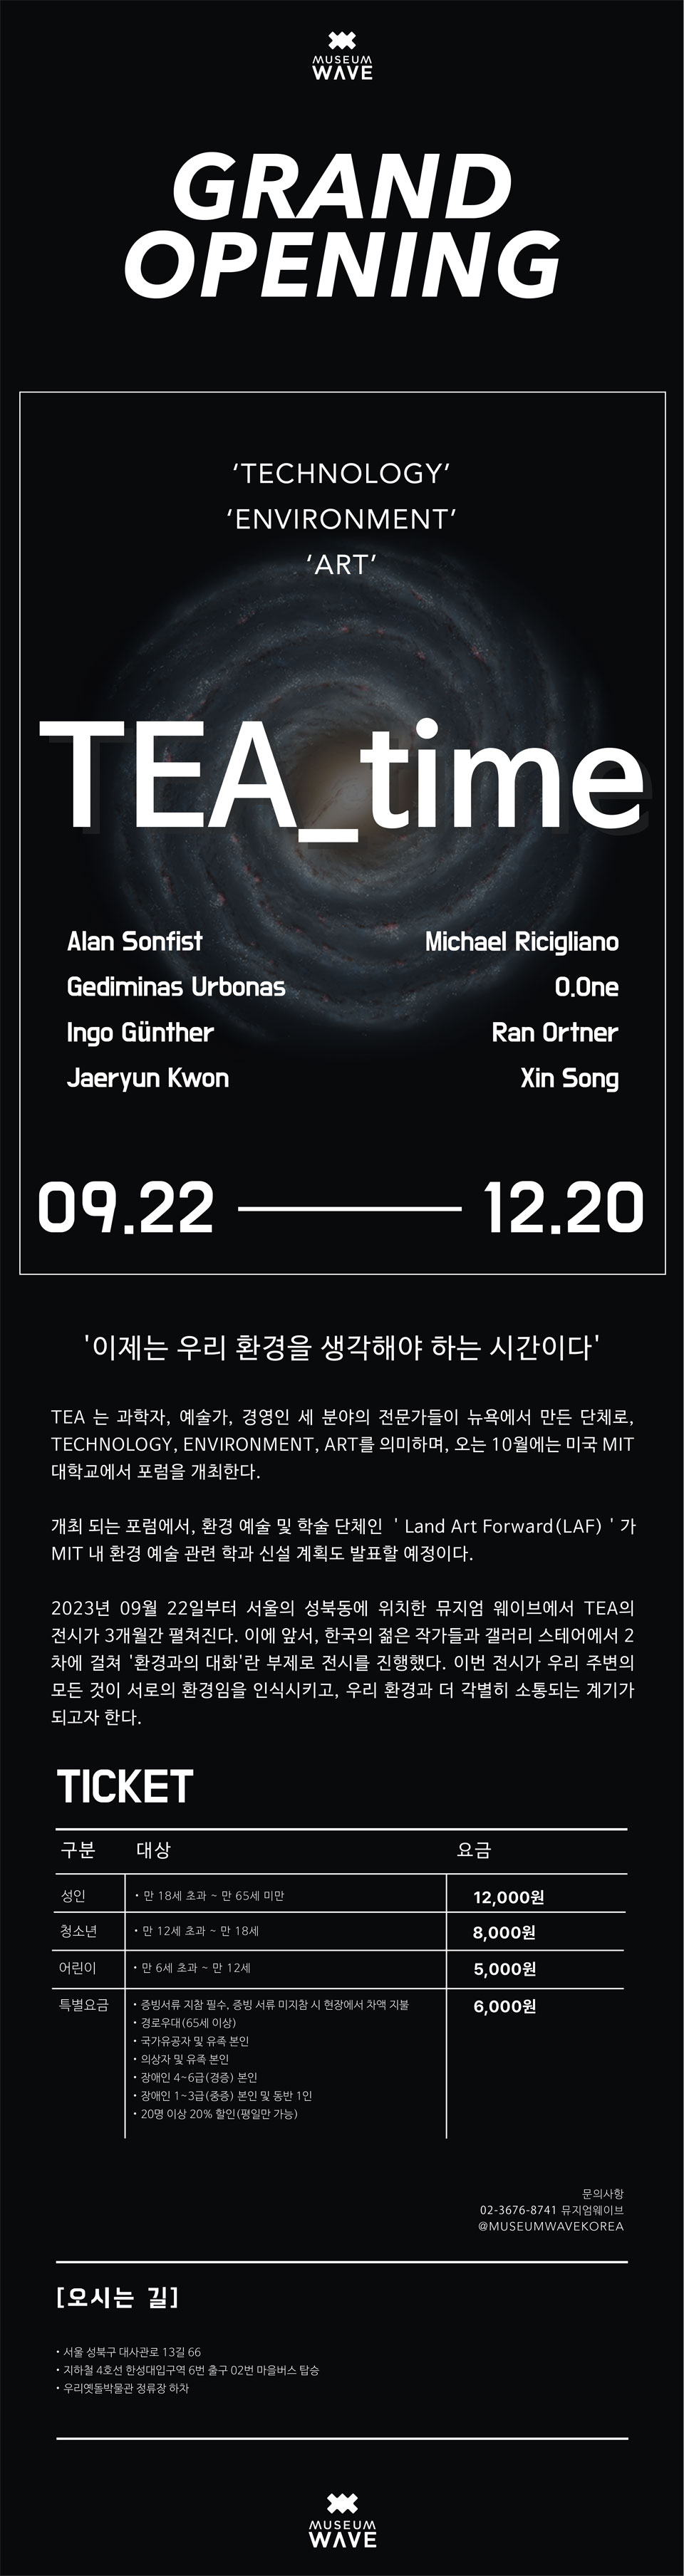 MUSEUM
WAVE
GRAND
OPENING
‘TECHNOLOGY’
‘ENVIRONMENT’
‘ART’
TEA_time
Alan Sonfist
Michael Ricigliano
Gediminas Urbonas
O.One
Ingo Günther
Ran Ortner
Jaeryun Kwon
Xin Song
09.22
12.20
'이제는 우리 환경을 생각해야 하는 시간이다'
TEA 는 과학자, 예술가, 경영인 세 분야의 전문가들이 뉴욕에서 만든 단체로,
TECHNOLOGY, ENVIRONMENT, ART를 의미하며, 오는 10월에는 미국 MIT
대학교에서 포럼을 개최한다.
개최 되는 포럼에서, 환경 예술 및 학술 단체인 ' Land Art Forward(LAF) ' 가
MIT 내 환경 예술 관련 학과 신설 계획도 발표할 예정이다.
2023년 09월 22일부터 서울의 성북동에 위치한 뮤지엄 웨이브에서 TEA의
전시가 3개월간 펼쳐진다. 이에 앞서, 한국의 젊은 작가들과 갤러리 스테어에서 2
차에 걸쳐 '환경과의 대화'란 부제로 전시를 진행했다. 이번 전시가 우리 주변의
모든 것이 서로의 환경임을 인식시키고, 우리 환경과 더 각별히 소통되는 계기가
되고자 한다.
TICKET
구분 대상 요금
성인 • 만 18세 초과 ~ 만 65세 미만 12,000원
청소년 • 만 12세 초과 ~ 만 18세 8,000원
어린이 • 만 6세 초과 ~ 만 12세 5,000원
특별요금 • 증빙서류 지참 필수, 증빙 서류 미지참 시 현장에서 차액 지불 6,000원
• 경로우대(65세 이상)
• 국가유공자 및 유족 본인
• 의상자 및 유족 본인
• 장애인 4~6급(경증) 본인
• 장애인 1~3급(중증) 본인 및 동반 1인
• 20명 이상 20% 할인(평일만 가능)
문의사항
02-3676-8741 뮤지엄웨이브
@MUSEUMWAVEKOREA
[오시는 길]
• 서울 성북구 대사관로 13길 66
• 지하철 4호선 한성대입구역 6번 출구 02번 마을버스 탑승
• 우리옛돌박물관 정류장 하차
MUSEUM
WAVE